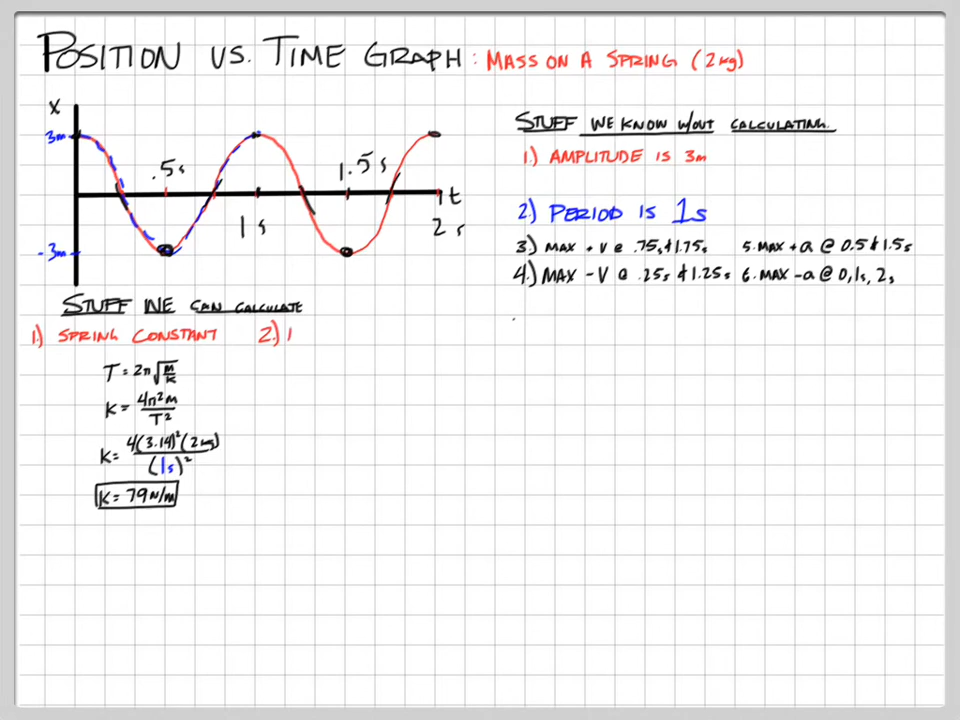 POSITION VS. TIME GRAPH : MASS ON A SPRING (2kg)
X
3m
.5s
1.5s
t
1s
2s
-3m
STUFF WE KNOW W/OUT CALCULATING.
1.) AMPLITUDE IS 3m
2.) PERIOD IS 1s
3.) MAX + V @ .75s & 1.75s 5. MAX + a @ 0.5 & 1.5s
4.) MAX - V @ .25s & 1.25s 6. MAX - a @ 0, 1s, 2s
STUFF WE CAN CALCULATE
1.) SPRING CONSTANT 2.) 1
T = 2π√(m/K)
K = 4π²m / T²
K = 4(3.14)²(2kg) / (1s)²
K = 79N/m